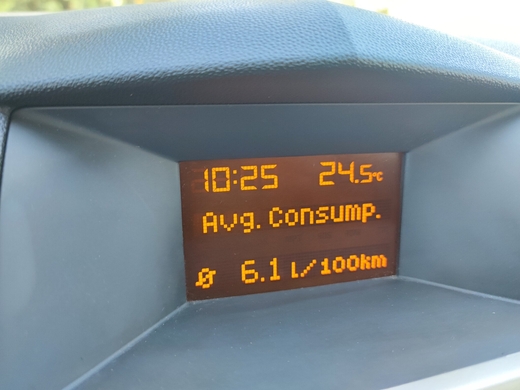 10:25 24.5°C
Avg. Consump.
Ø 6.1 l/100km